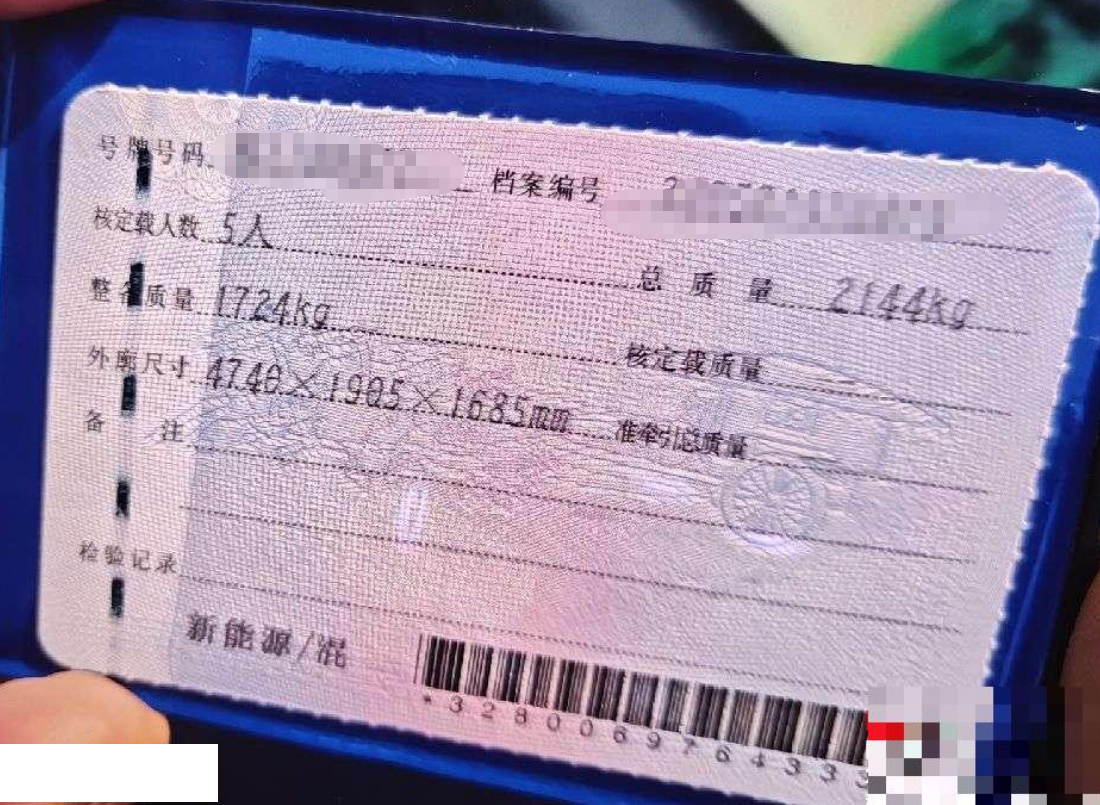 号牌号码 档案编号
核定载人数 5人 总质量 2144kg
整备质量 1724kg 核定载质量
外廓尺寸 4740×1905×1685mm 准牵引总质量
备注
检验记录
新能源/混
*3280069764333